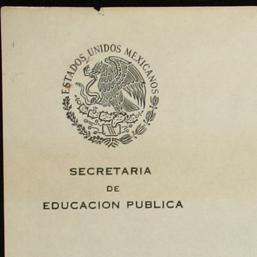 ESTADOS UNIDOS MEXICANOS
SECRETARIA
DE
EDUCACION PUBLICA